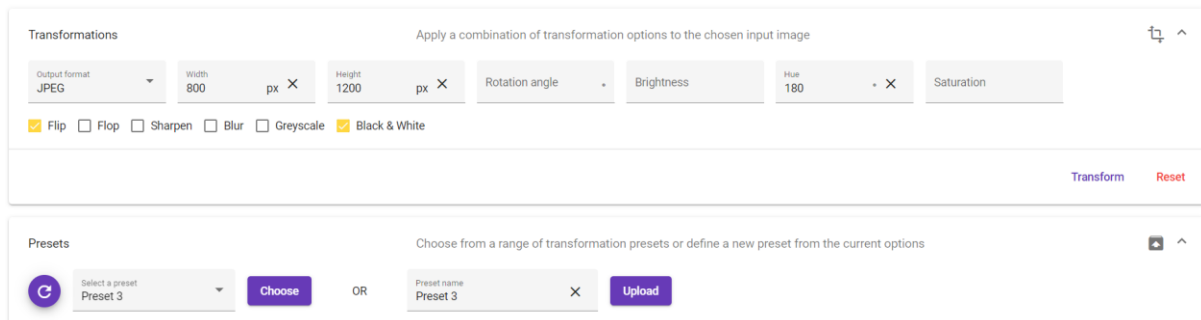 Transformations Apply a combination of transformation options to the chosen input image
Output format Width Height Hue
JPEG 800 px 1200 px Rotation angle ° Brightness 180 ° Saturation
Flip Flop Sharpen Blur Greyscale Black & White
Transform Reset
Presets Choose from a range of transformation presets or define a new preset from the current options
Select a preset Preset name
Preset 3 Choose OR Preset 3 Upload